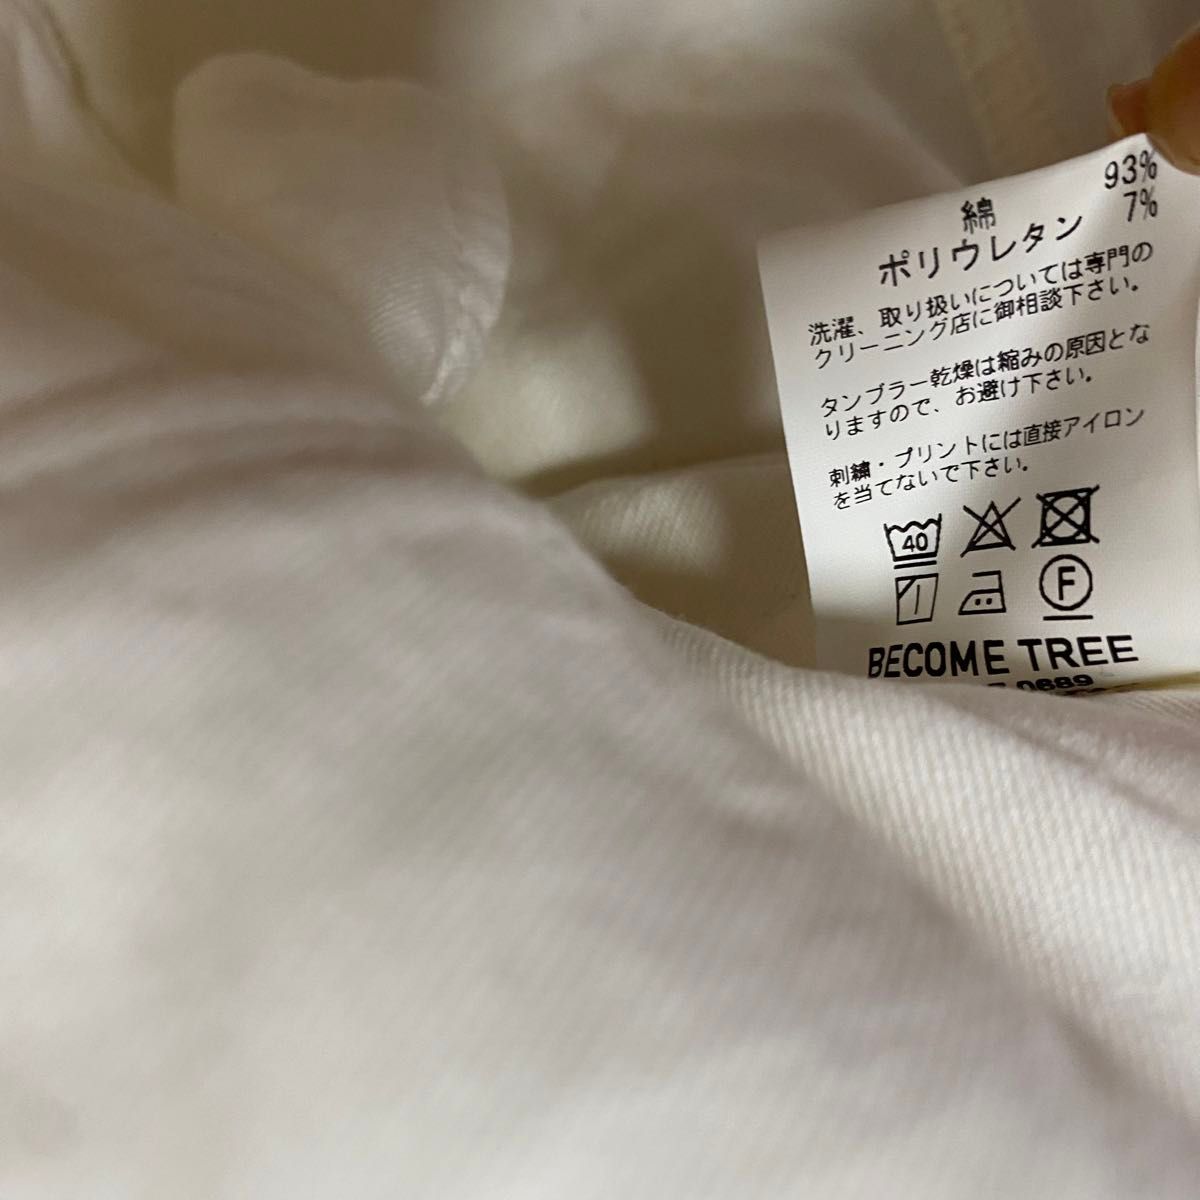 綿 93%
ポリウレタン 7%
洗濯、取り扱いについては専門の
クリーニング店に御相談下さい。
タンブラー乾燥は縮みの原因とな
りますので、お避け下さい。
刺繍・プリントには直接アイロン
を当てないで下さい。
40
F
BECOME TREE
0689